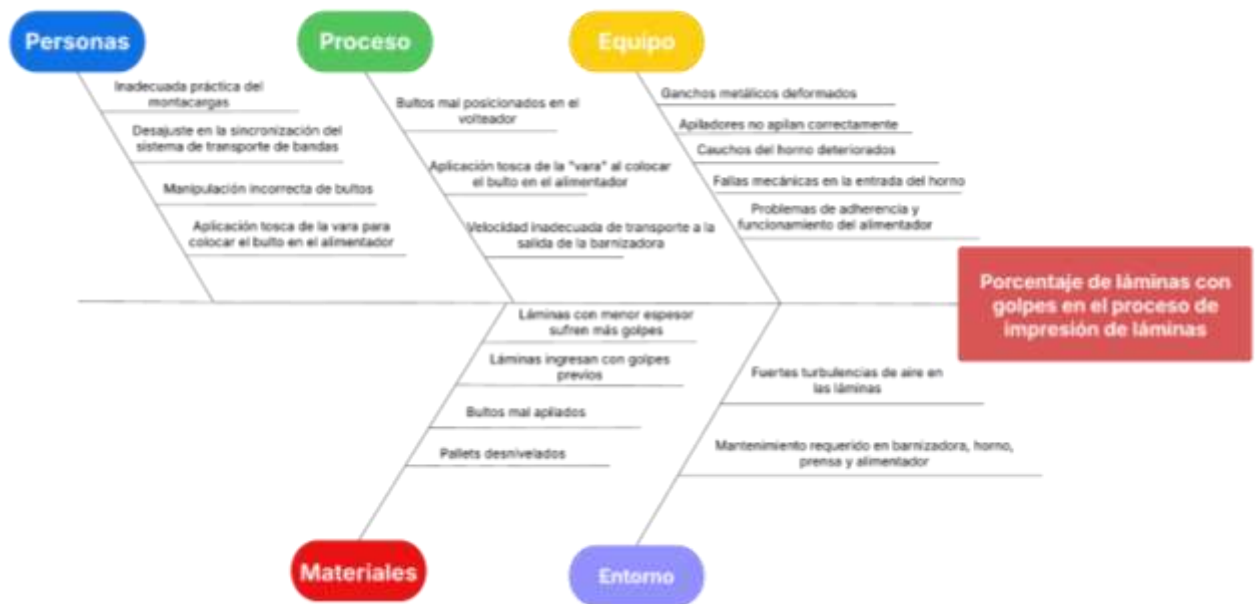 Personas
Proceso
Equipo
Inadecuada práctica del
montacargas
Desajuste en la sincronización del
sistema de transporte de bandas
Manipulación incorrecta de bultos
Aplicación tosca de la vara para
colocar el bulto en el alimentador
Bultos mal posicionados en el
volteador
Aplicación tosca de la "vara" al colocar
el bulto en el alimentador
Velocidad inadecuada de transporte a la
salida de la barnizadora
Ganchos metálicos deformados
Apiladores no apilan correctamente
Cauchos del horno deteriorados
Fallas mecánicas en la entrada del horno
Problemas de adherencia y
funcionamiento del alimentador
Porcentaje de láminas con
golpes en el proceso de
impresión de láminas
Láminas con menor espesor
sufren más golpes
Láminas ingresan con golpes
previos
Bultos mal apilados
Pallets desnivelados
Fuertes turbulencias de aire en
las láminas
Mantenimiento requerido en barnizadora, horno,
prensa y alimentador
Materiales
Entorno